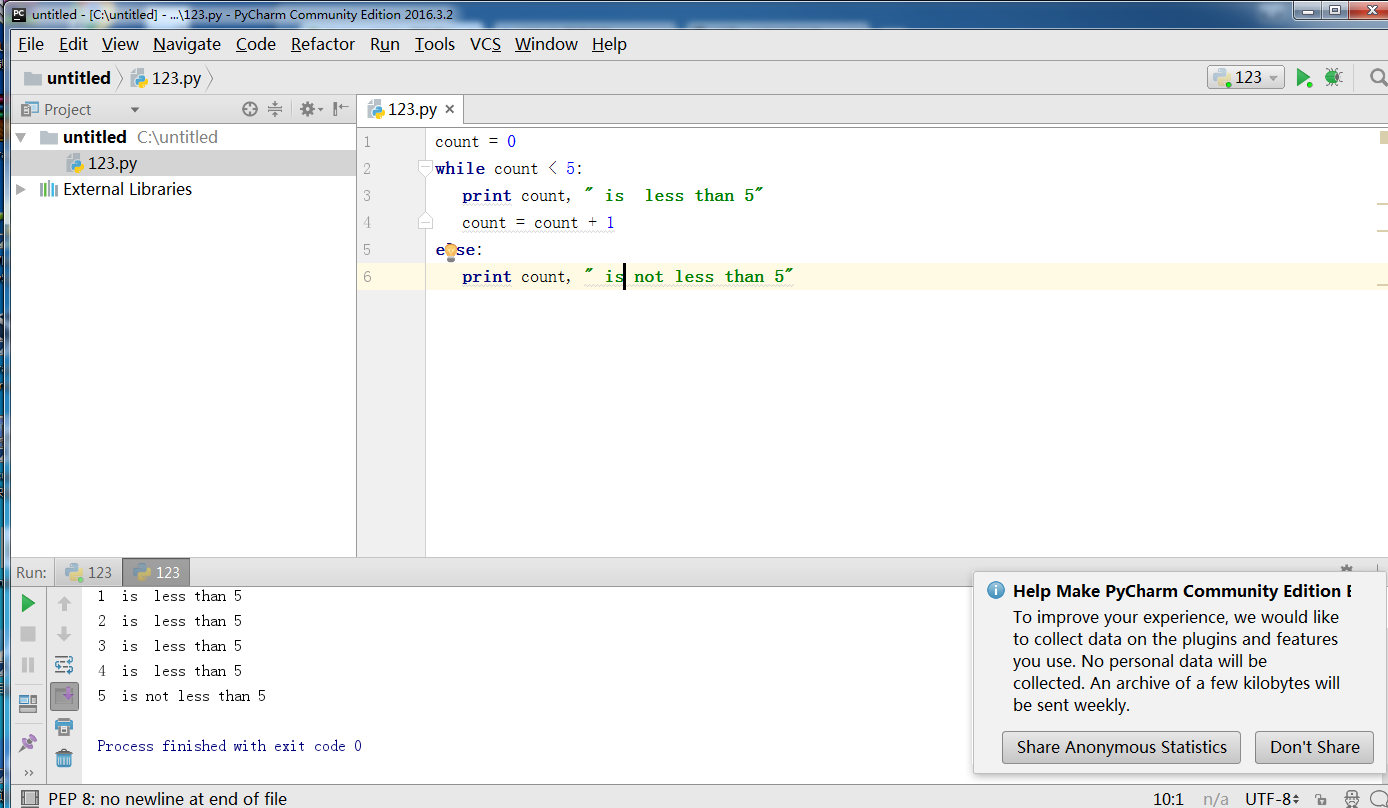 untitled - [C:\untitled] - ...\123.py - PyCharm Community Edition 2016.3.2
File Edit View Navigate Code Refactor Run Tools VCS Window Help
untitled 123.py 123
Project 123.py
untitled C:\untitled
123.py
External Libraries
1 count = 0
2 while count < 5:
3 print count, " is  less than 5"
4 count = count + 1
5 else:
6 print count, " is not less than 5"
Run: 123 123
1  is  less than 5
2  is  less than 5
3  is  less than 5
4  is  less than 5
5  is not less than 5
Process finished with exit code 0
Help Make PyCharm Community Edition
To improve your experience, we would like
to collect data on the plugins and features
you use. No personal data will be
collected. An archive of a few kilobytes will
be sent weekly.
Share Anonymous Statistics Don't Share
PEP 8: no newline at end of file 10:1 n/a UTF-8